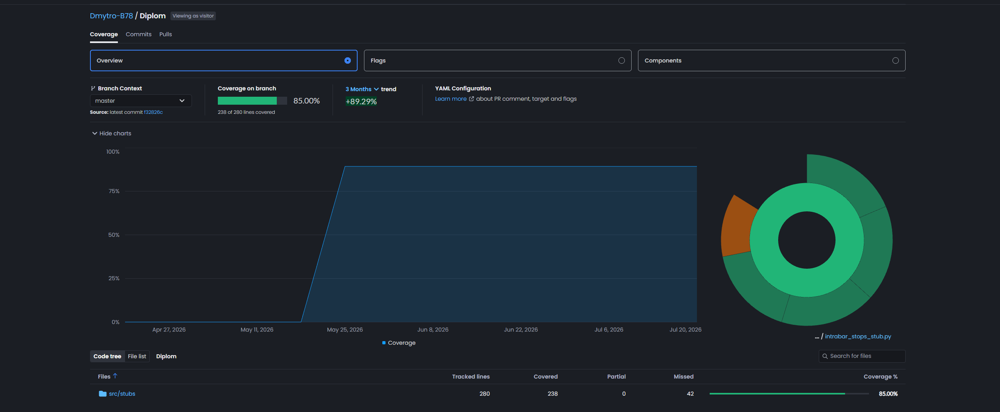 Dmytro-B78 / Diplom Viewing as visitor
Coverage Commits Pulls
Overview
Flags
Components
Branch Context
master
Source: latest commit f32826c
Coverage on branch
85.00%
238 of 280 lines covered
3 Months trend
+89.29%
YAML Configuration
Learn more about PR comment, target and flags
Hide charts
100%
75%
50%
25%
0%
Apr 27, 2026 May 11, 2026 May 25, 2026 Jun 8, 2026 Jun 22, 2026 Jul 6, 2026 Jul 20, 2026
Coverage
... / intrabar_stops_stub.py
Code tree File list Diplom
Search for files
Files Tracked lines Covered Partial Missed Coverage %
src/stubs 280 238 0 42 85.00%